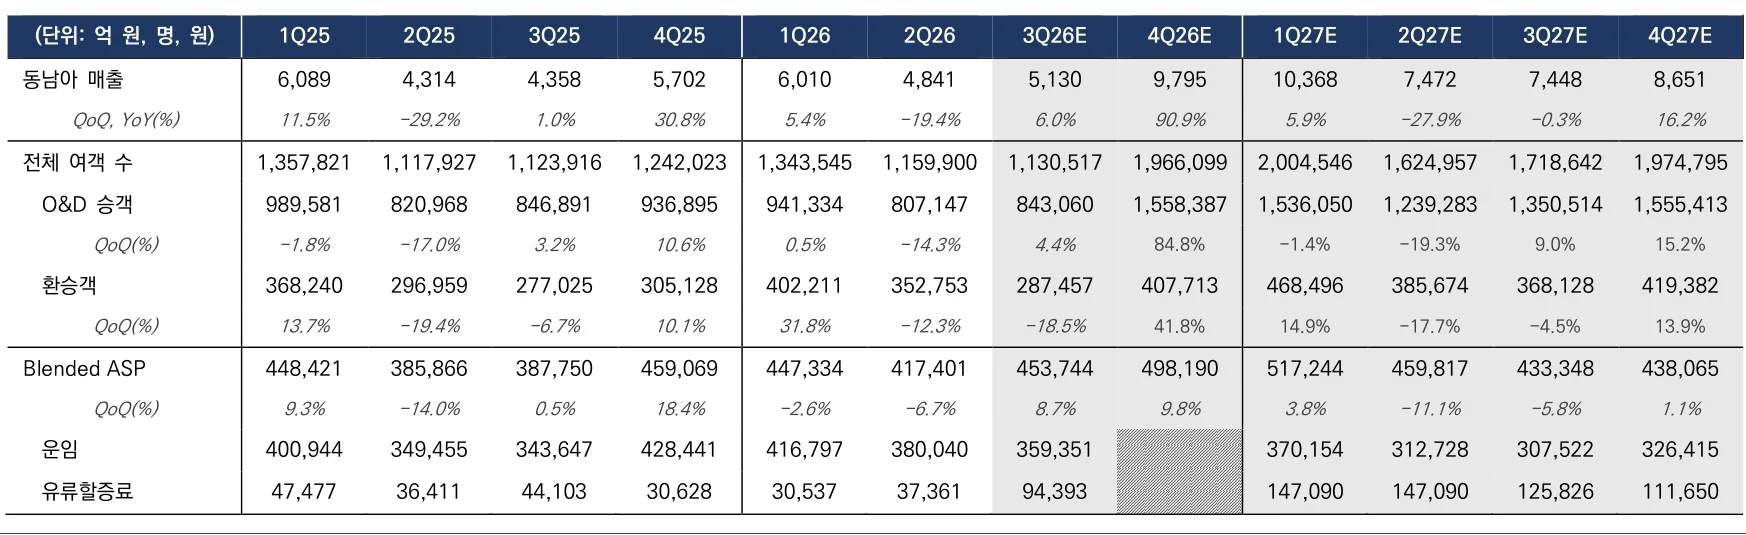 (단위: 억 원, 명, 원) 1Q25 2Q25 3Q25 4Q25 1Q26 2Q26 3Q26E 4Q26E 1Q27E 2Q27E 3Q27E 4Q27E
동남아 매출 6,089 4,314 4,358 5,702 6,010 4,841 5,130 9,795 10,368 7,472 7,448 8,651
QoQ, YoY(%) 11.5% -29.2% 1.0% 30.8% 5.4% -19.4% 6.0% 90.9% 5.9% -27.9% -0.3% 16.2%
전체 여객 수 1,357,821 1,117,927 1,123,916 1,242,023 1,343,545 1,159,900 1,130,517 1,966,099 2,004,546 1,624,957 1,718,642 1,974,795
O&D 승객 989,581 820,968 846,891 936,895 941,334 807,147 843,060 1,558,387 1,536,050 1,239,283 1,350,514 1,555,413
QoQ(%) -1.8% -17.0% 3.2% 10.6% 0.5% -14.3% 4.4% 84.8% -1.4% -19.3% 9.0% 15.2%
환승객 368,240 296,959 277,025 305,128 402,211 352,753 287,457 407,713 468,496 385,674 368,128 419,382
QoQ(%) 13.7% -19.4% -6.7% 10.1% 31.8% -12.3% -18.5% 41.8% 14.9% -17.7% -4.5% 13.9%
Blended ASP 448,421 385,866 387,750 459,069 447,334 417,401 453,744 498,190 517,244 459,817 433,348 438,065
QoQ(%) 9.3% -14.0% 0.5% 18.4% -2.6% -6.7% 8.7% 9.8% 3.8% -11.1% -5.8% 1.1%
운임 400,944 349,455 343,647 428,441 416,797 380,040 359,351 370,154 312,728 307,522 326,415
유류할증료 47,477 36,411 44,103 30,628 30,537 37,361 94,393 147,090 147,090 125,826 111,650